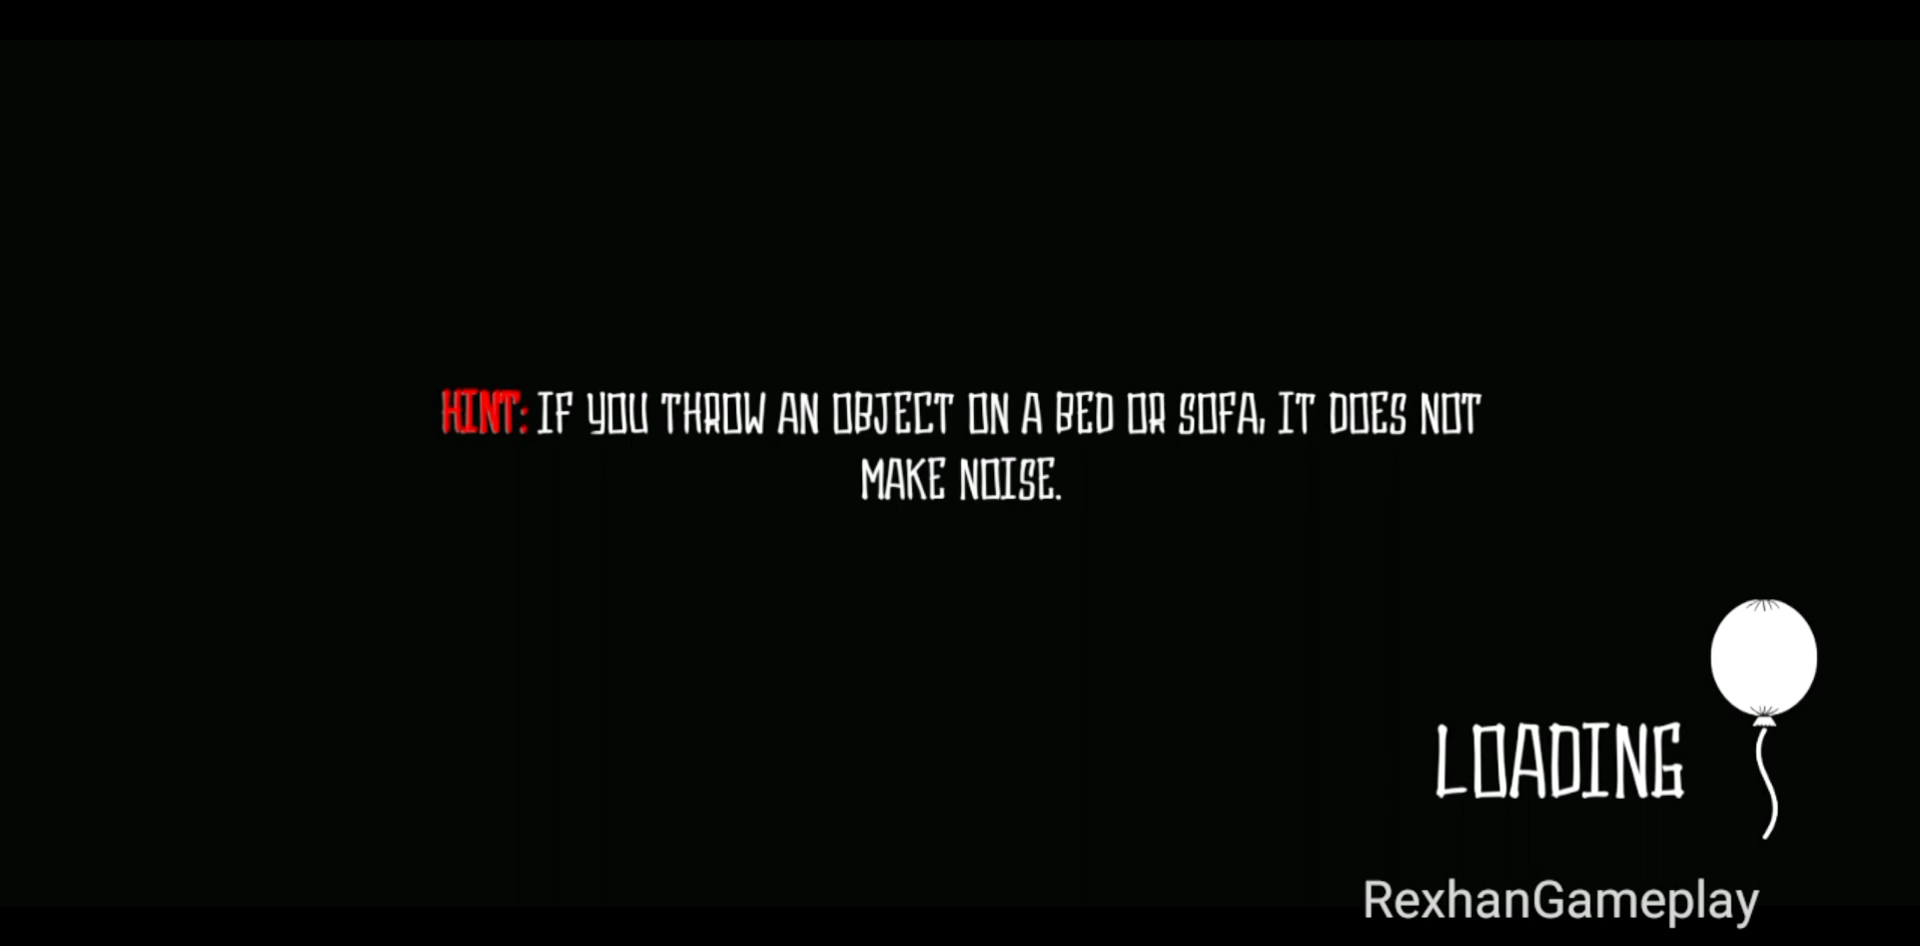 HINT: IF YOU THROW AN OBJECT ON A BED OR SOFA, IT DOES NOT
MAKE NOISE.
LOADING
RexhanGameplay